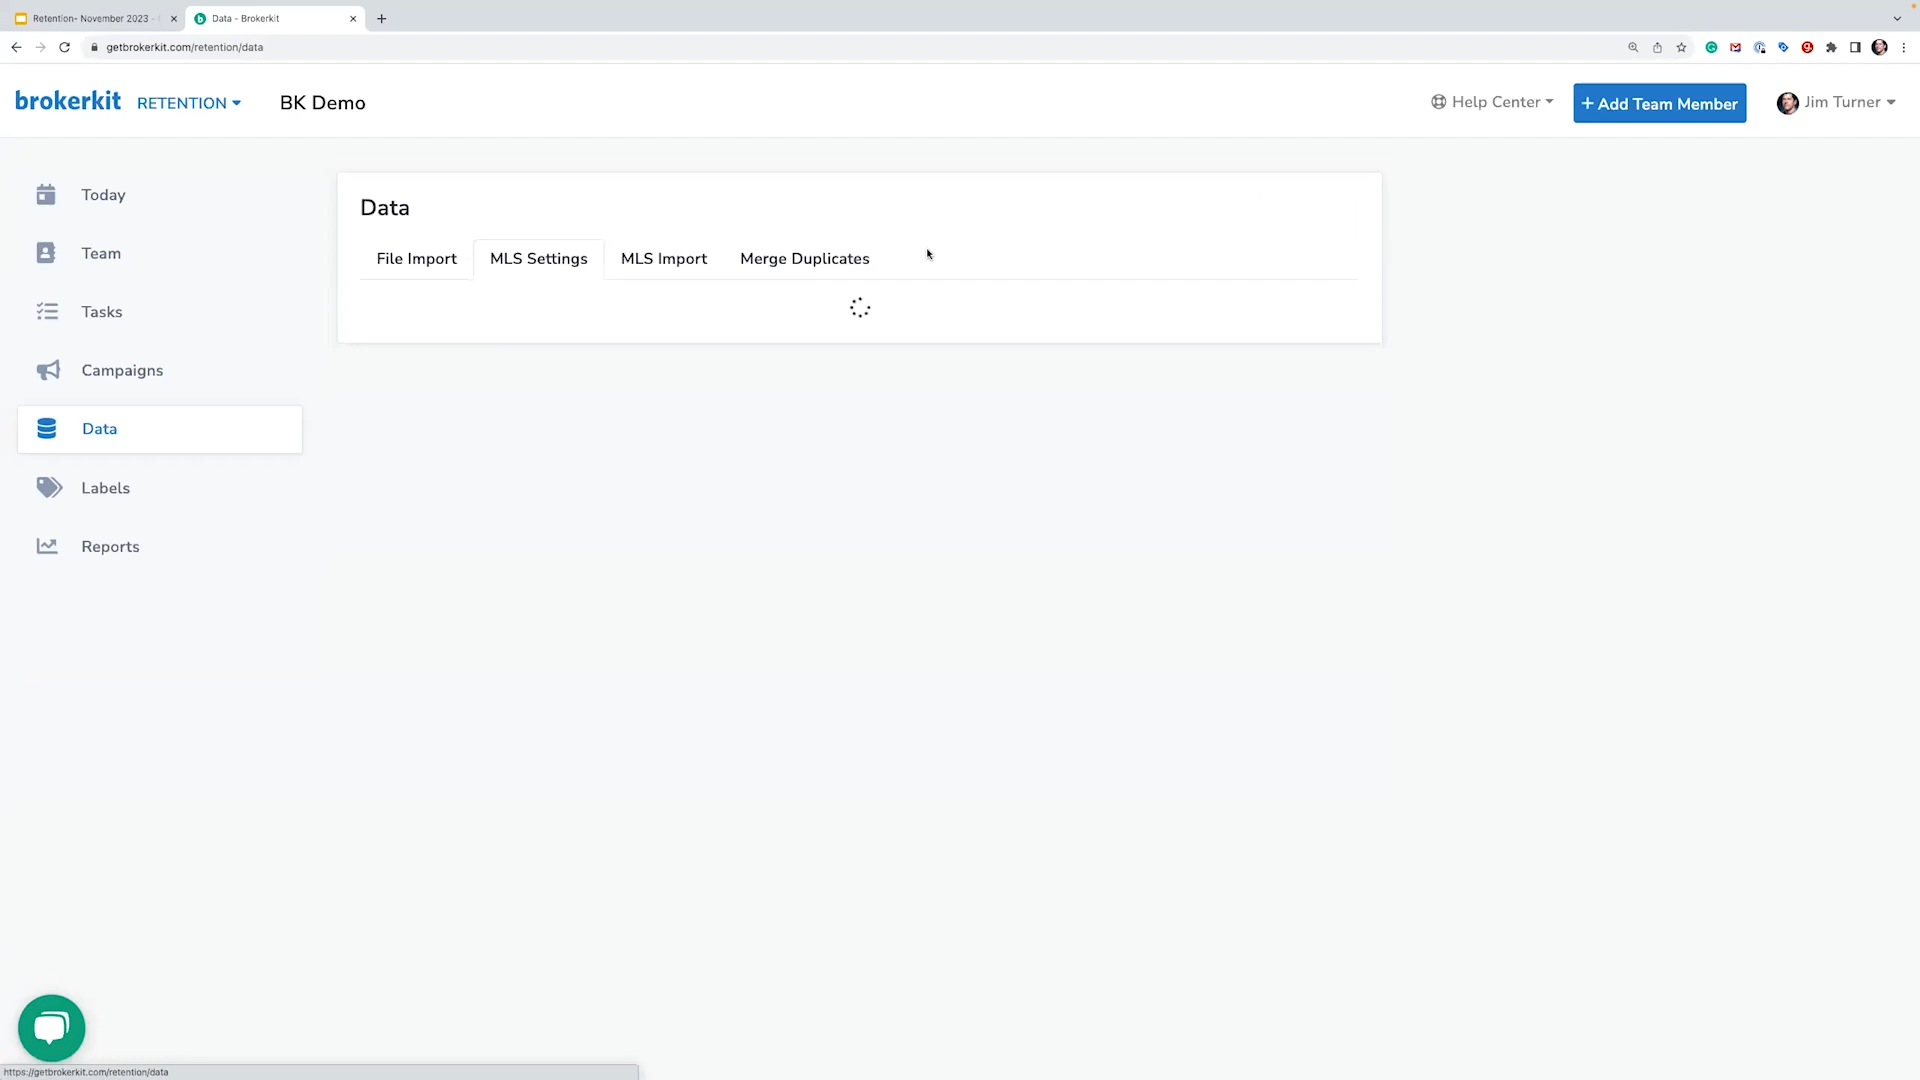 Retention- November 2023 -
Data - Brokerkit
getbrokerkit.com/retention/data
brokerkit RETENTION BK Demo Help Center + Add Team Member Jim Turner
Today
Team
Tasks
Campaigns
Data
Labels
Reports
Data
File Import MLS Settings MLS Import Merge Duplicates
https://getbrokerkit.com/retention/data